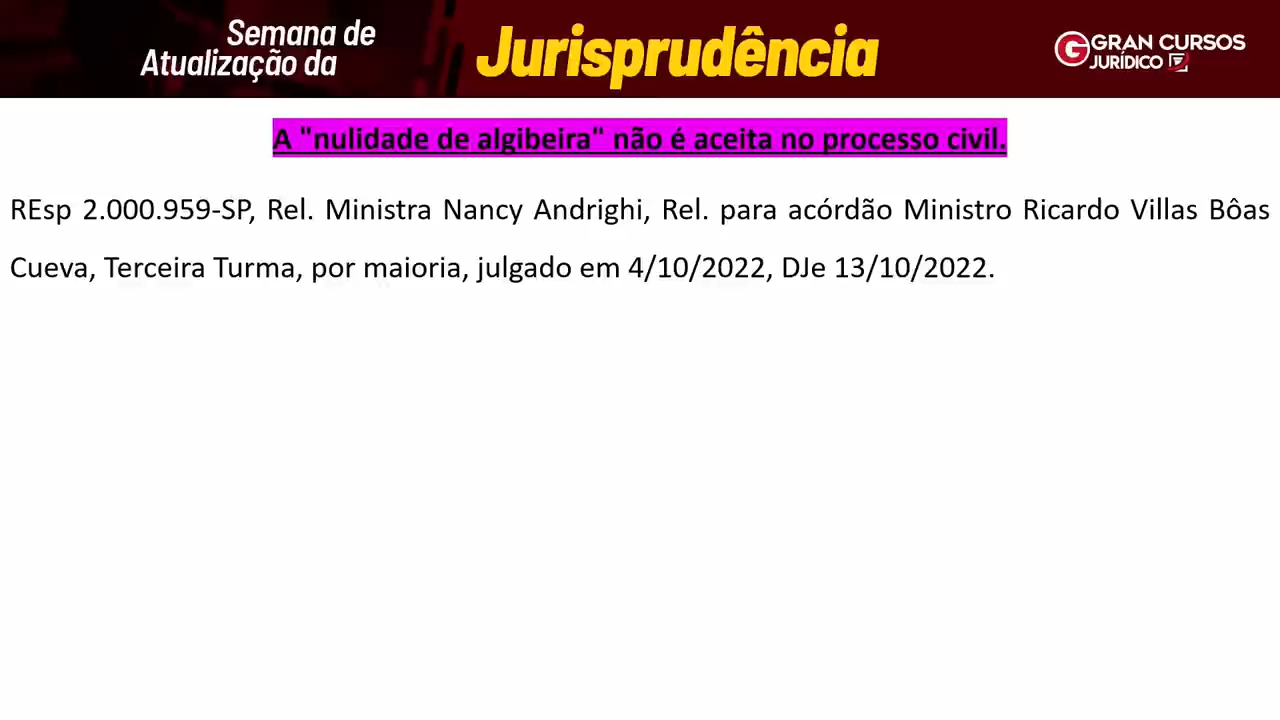 Semana de
Atualização da
Jurisprudência
GRAN CURSOS
JURÍDICO
A "nulidade de algibeira" não é aceita no processo civil.
REsp 2.000.959-SP, Rel. Ministra Nancy Andrighi, Rel. para acórdão Ministro Ricardo Villas Bôas
Cueva, Terceira Turma, por maioria, julgado em 4/10/2022, DJe 13/10/2022.